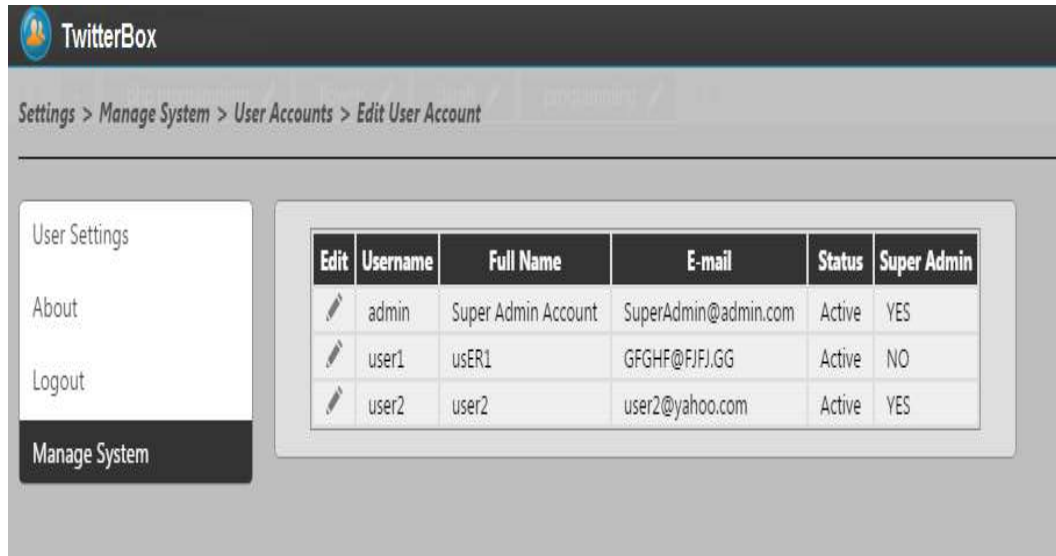 TwitterBox
Settings > Manage System > User Accounts > Edit User Account
User Settings
About
Logout
Manage System
Edit Username Full Name E-mail Status Super Admin
admin Super Admin Account SuperAdmin@admin.com Active YES
user1 usER1 GFGHF@FJFJ.GG Active NO
user2 user2 user2@yahoo.com Active YES